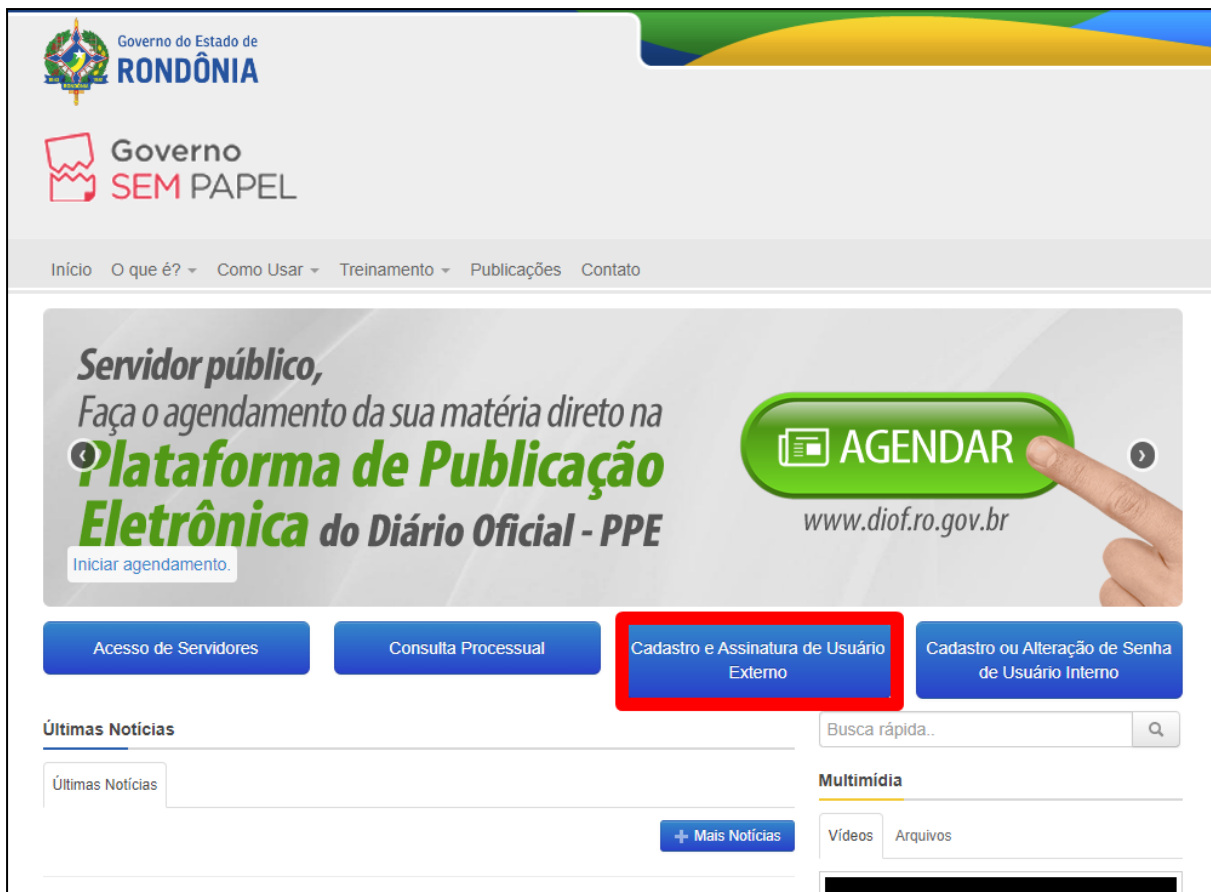 Governo do Estado de
RONDÔNIA
Governo
SEM PAPEL
Início O que é? Como Usar Treinamento Publicações Contato
Servidor público,
Faça o agendamento da sua matéria direto na
Plataforma de Publicação
Eletrônica do Diário Oficial - PPE
Iniciar agendamento.
AGENDAR
www.diof.ro.gov.br
Acesso de Servidores
Consulta Processual
Cadastro e Assinatura de Usuário
Externo
Cadastro ou Alteração de Senha
de Usuário Interno
Últimas Notícias
Últimas Notícias
Mais Notícias
Busca rápida..
Multimídia
Vídeos Arquivos